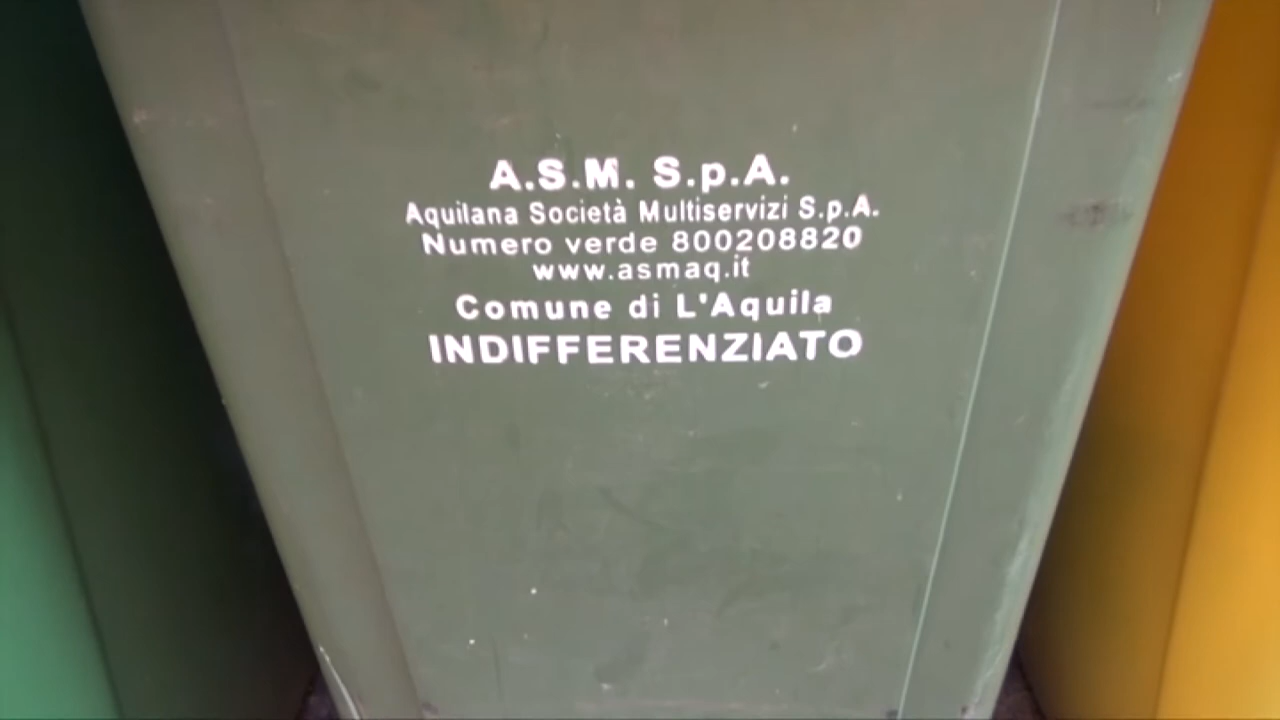 A.S.M. S.p.A.
Aquilana Società Multiservizi S.p.A.
Numero verde 800208820
www.asmaq.it
Comune di L'Aquila
INDIFFERENZIATO